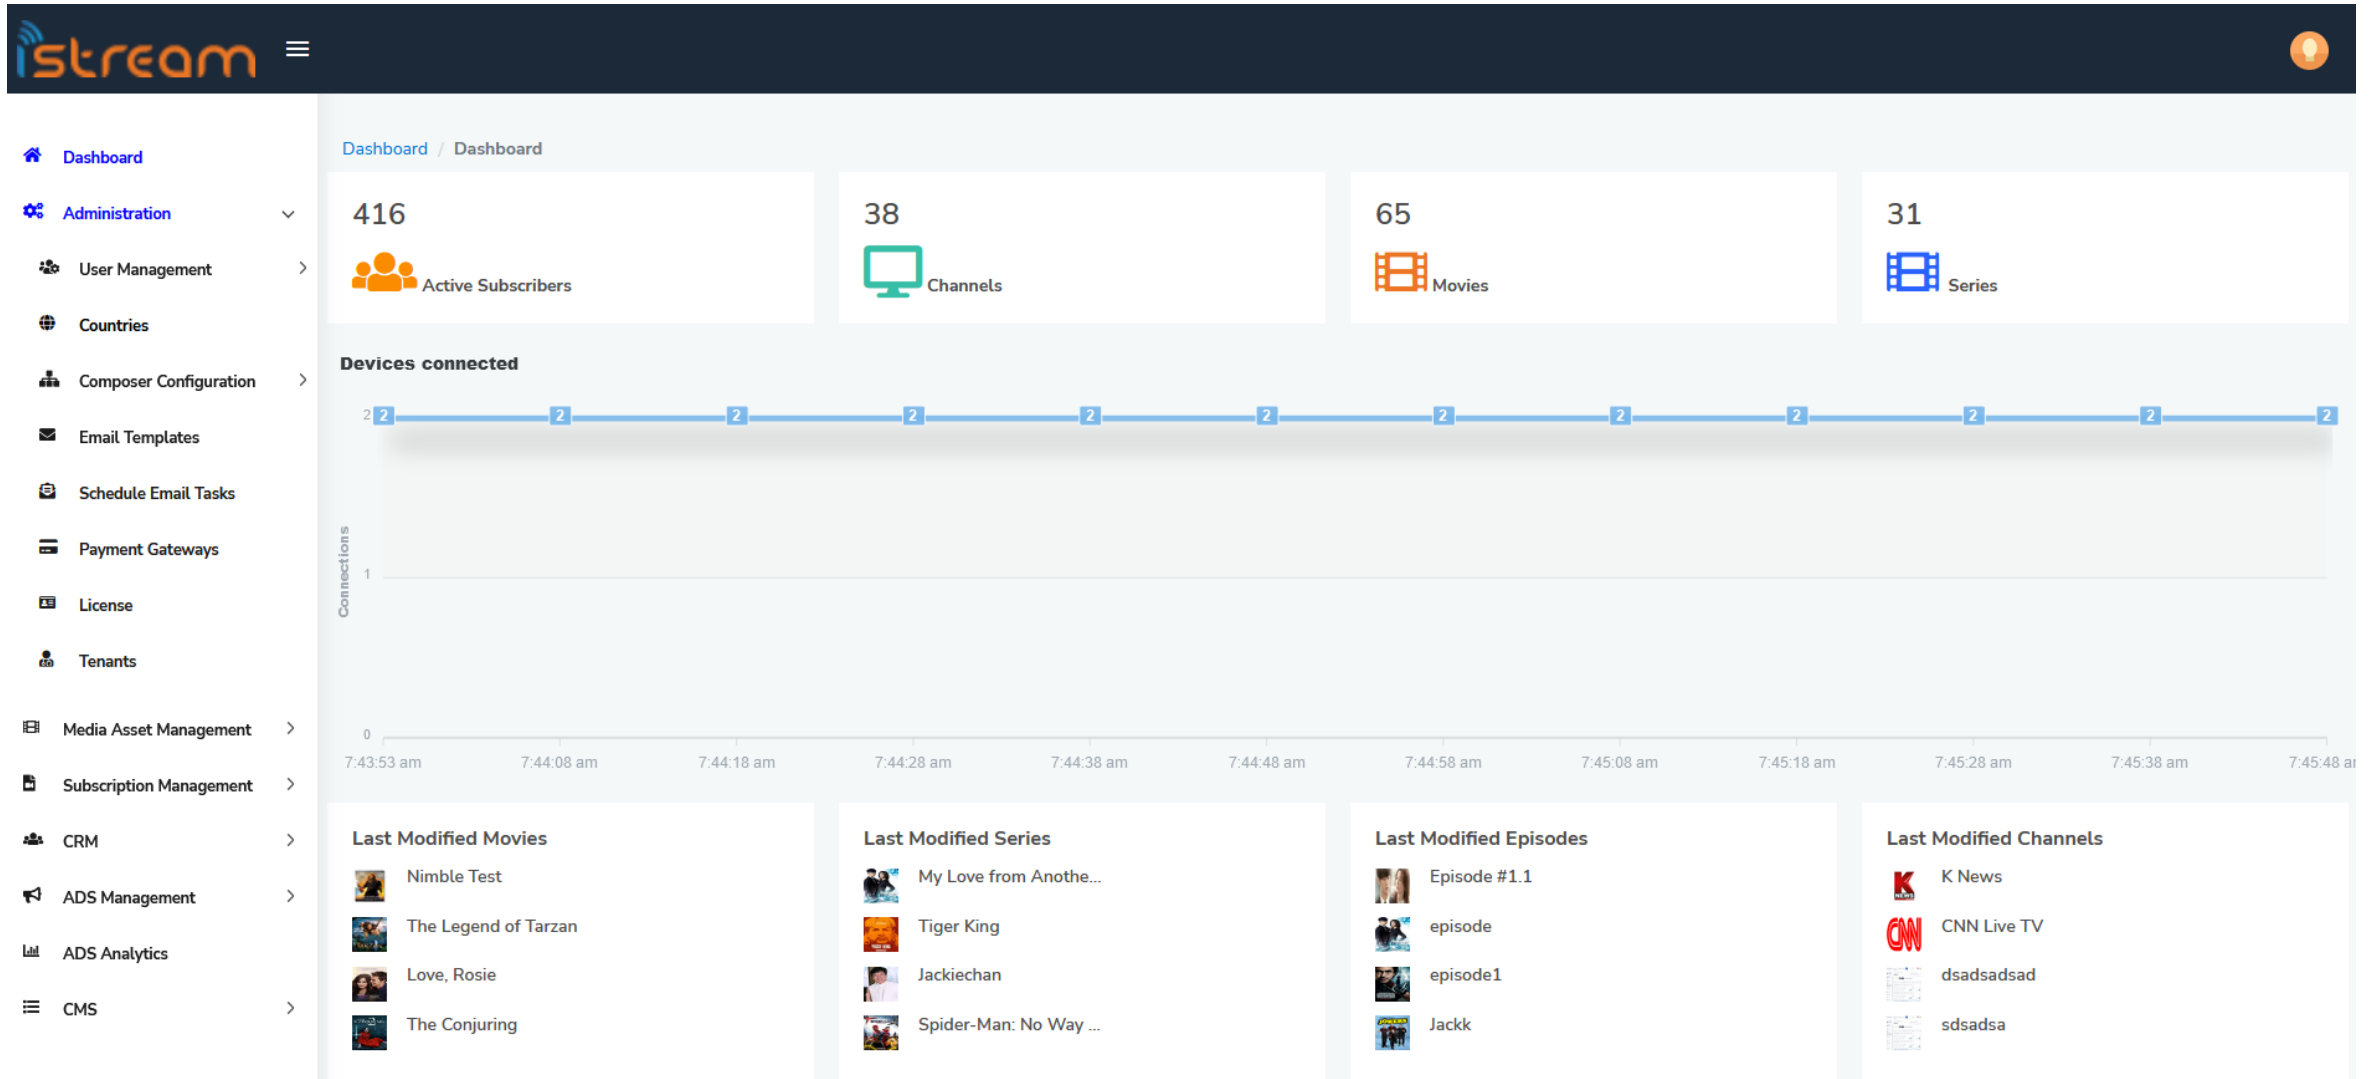 istream
Dashboard
Administration
User Management
Countries
Composer Configuration
Email Templates
Schedule Email Tasks
Payment Gateways
License
Tenants
Media Asset Management
Subscription Management
CRM
ADS Management
ADS Analytics
CMS
Dashboard / Dashboard
416
Active Subscribers
38
Channels
65
Movies
31
Series
Devices connected
Connections
2
1
0
2 2 2 2 2 2 2 2 2 2 2 2
7:43:53 am 7:44:08 am 7:44:18 am 7:44:28 am 7:44:38 am 7:44:48 am 7:44:58 am 7:45:08 am 7:45:18 am 7:45:28 am 7:45:38 am 7:45:48 a
Last Modified Movies
Nimble Test
The Legend of Tarzan
Love, Rosie
The Conjuring
Last Modified Series
My Love from Anothe...
Tiger King
Jackiechan
Spider-Man: No Way ...
Last Modified Episodes
Episode #1.1
episode
episode1
Jackk
Last Modified Channels
K News
K
NEWS
CNN Live TV
CNN
dsadsadsad
sdsadsa